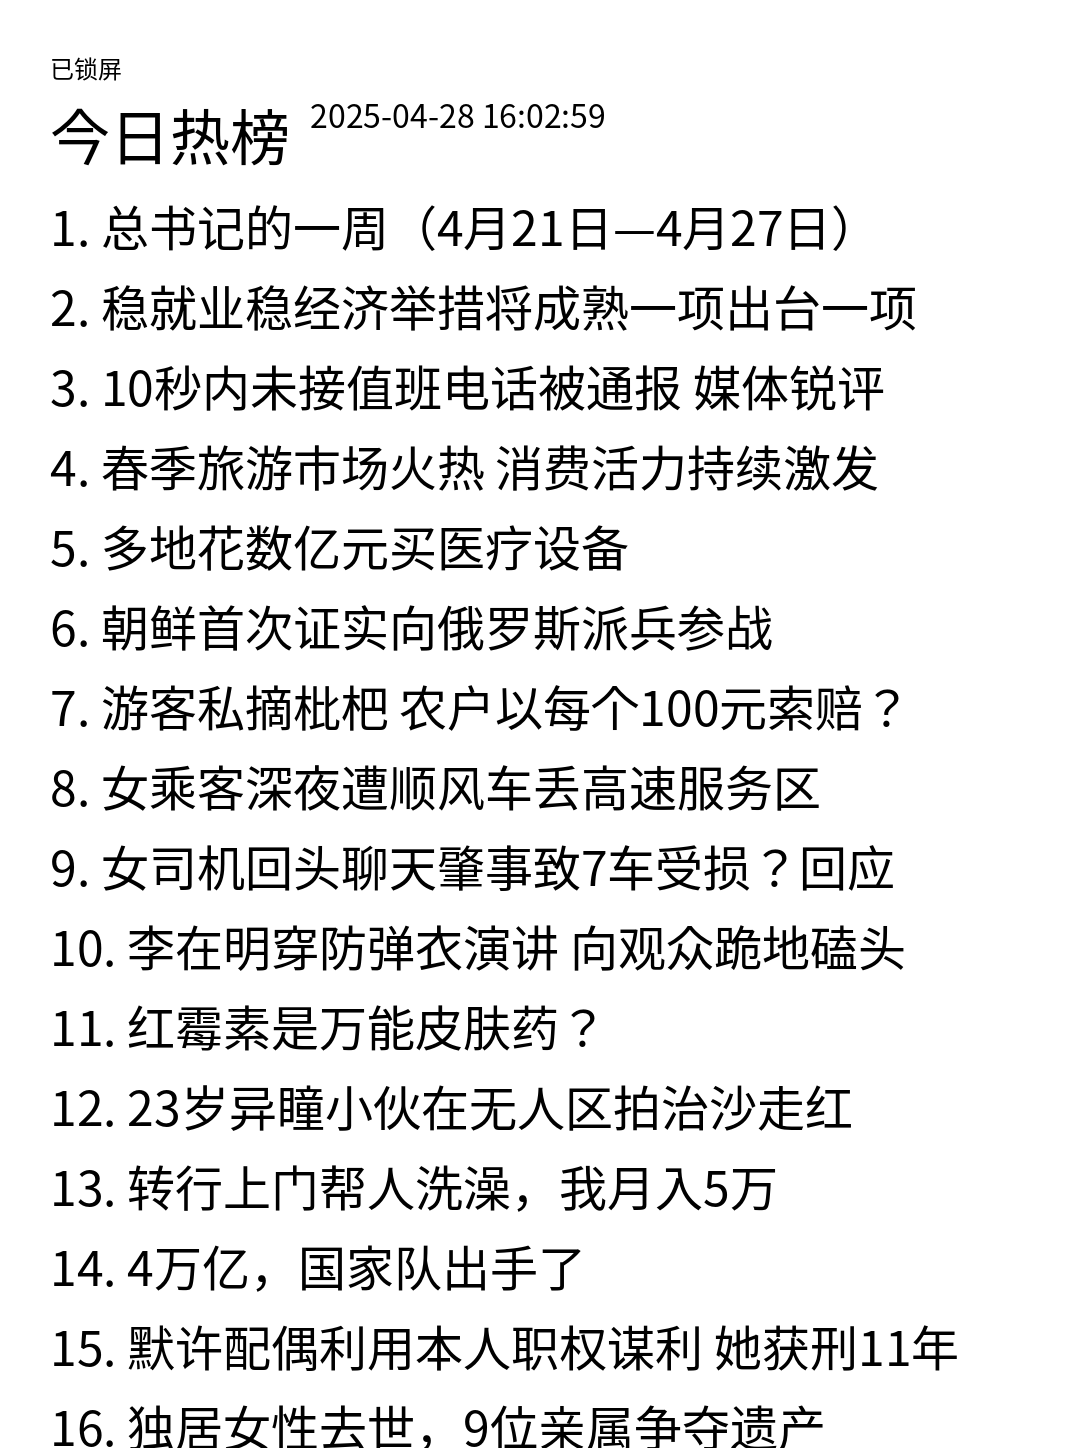 已锁屏
今日热榜 2025-04-28 16:02:59
1. 总书记的一周（4月21日—4月27日）
2. 稳就业稳经济举措将成熟一项出台一项
3. 10秒内未接值班电话被通报 媒体锐评
4. 春季旅游市场火热 消费活力持续激发
5. 多地花数亿元买医疗设备
6. 朝鲜首次证实向俄罗斯派兵参战
7. 游客私摘枇杷 农户以每个100元索赔？
8. 女乘客深夜遭顺风车丢高速服务区
9. 女司机回头聊天肇事致7车受损？回应
10. 李在明穿防弹衣演讲 向观众跪地磕头
11. 红霉素是万能皮肤药？
12. 23岁异瞳小伙在无人区拍治沙走红
13. 转行上门帮人洗澡，我月入5万
14. 4万亿，国家队出手了
15. 默许配偶利用本人职权谋利 她获刑11年
16. 独居女性去世，9位亲属争夺遗产